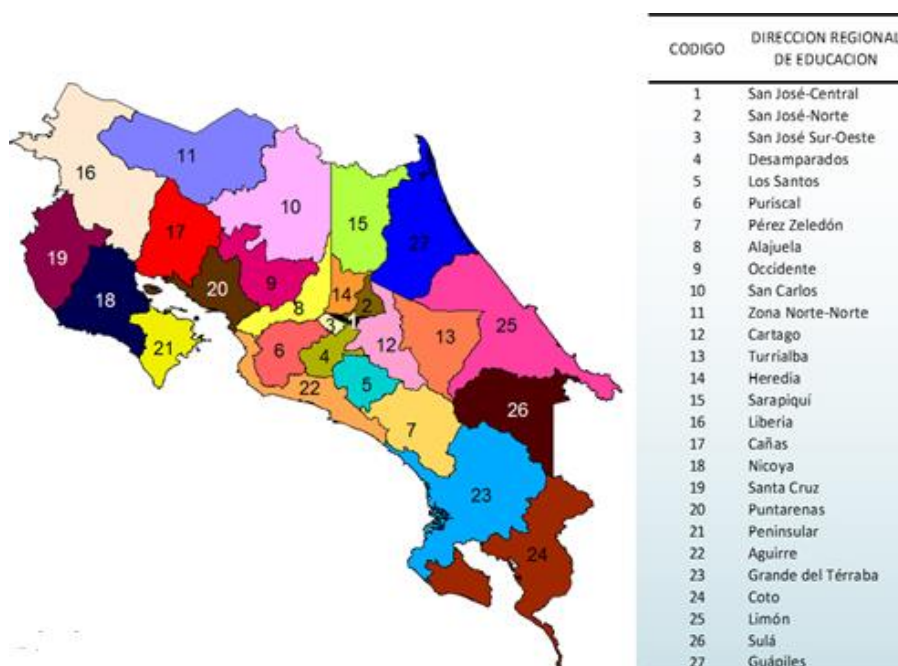 CODIGO
DIRECCION REGIONAL
DE EDUCACION
1 San José-Central
2 San José-Norte
3 San José Sur-Oeste
4 Desamparados
5 Los Santos
6 Puriscal
7 Pérez Zeledón
8 Alajuela
9 Occidente
10 San Carlos
11 Zona Norte-Norte
12 Cartago
13 Turrialba
14 Heredia
15 Sarapiquí
16 Liberia
17 Cañas
18 Nicoya
19 Santa Cruz
20 Puntarenas
21 Peninsular
22 Aguirre
23 Grande del Térraba
24 Coto
25 Limón
26 Sulá
27 Guápiles
11
16
10
15
17
27
19
9
20
14
18
8
2
3
1
25
13
21
6
4
12
22
5
26
7
23
24